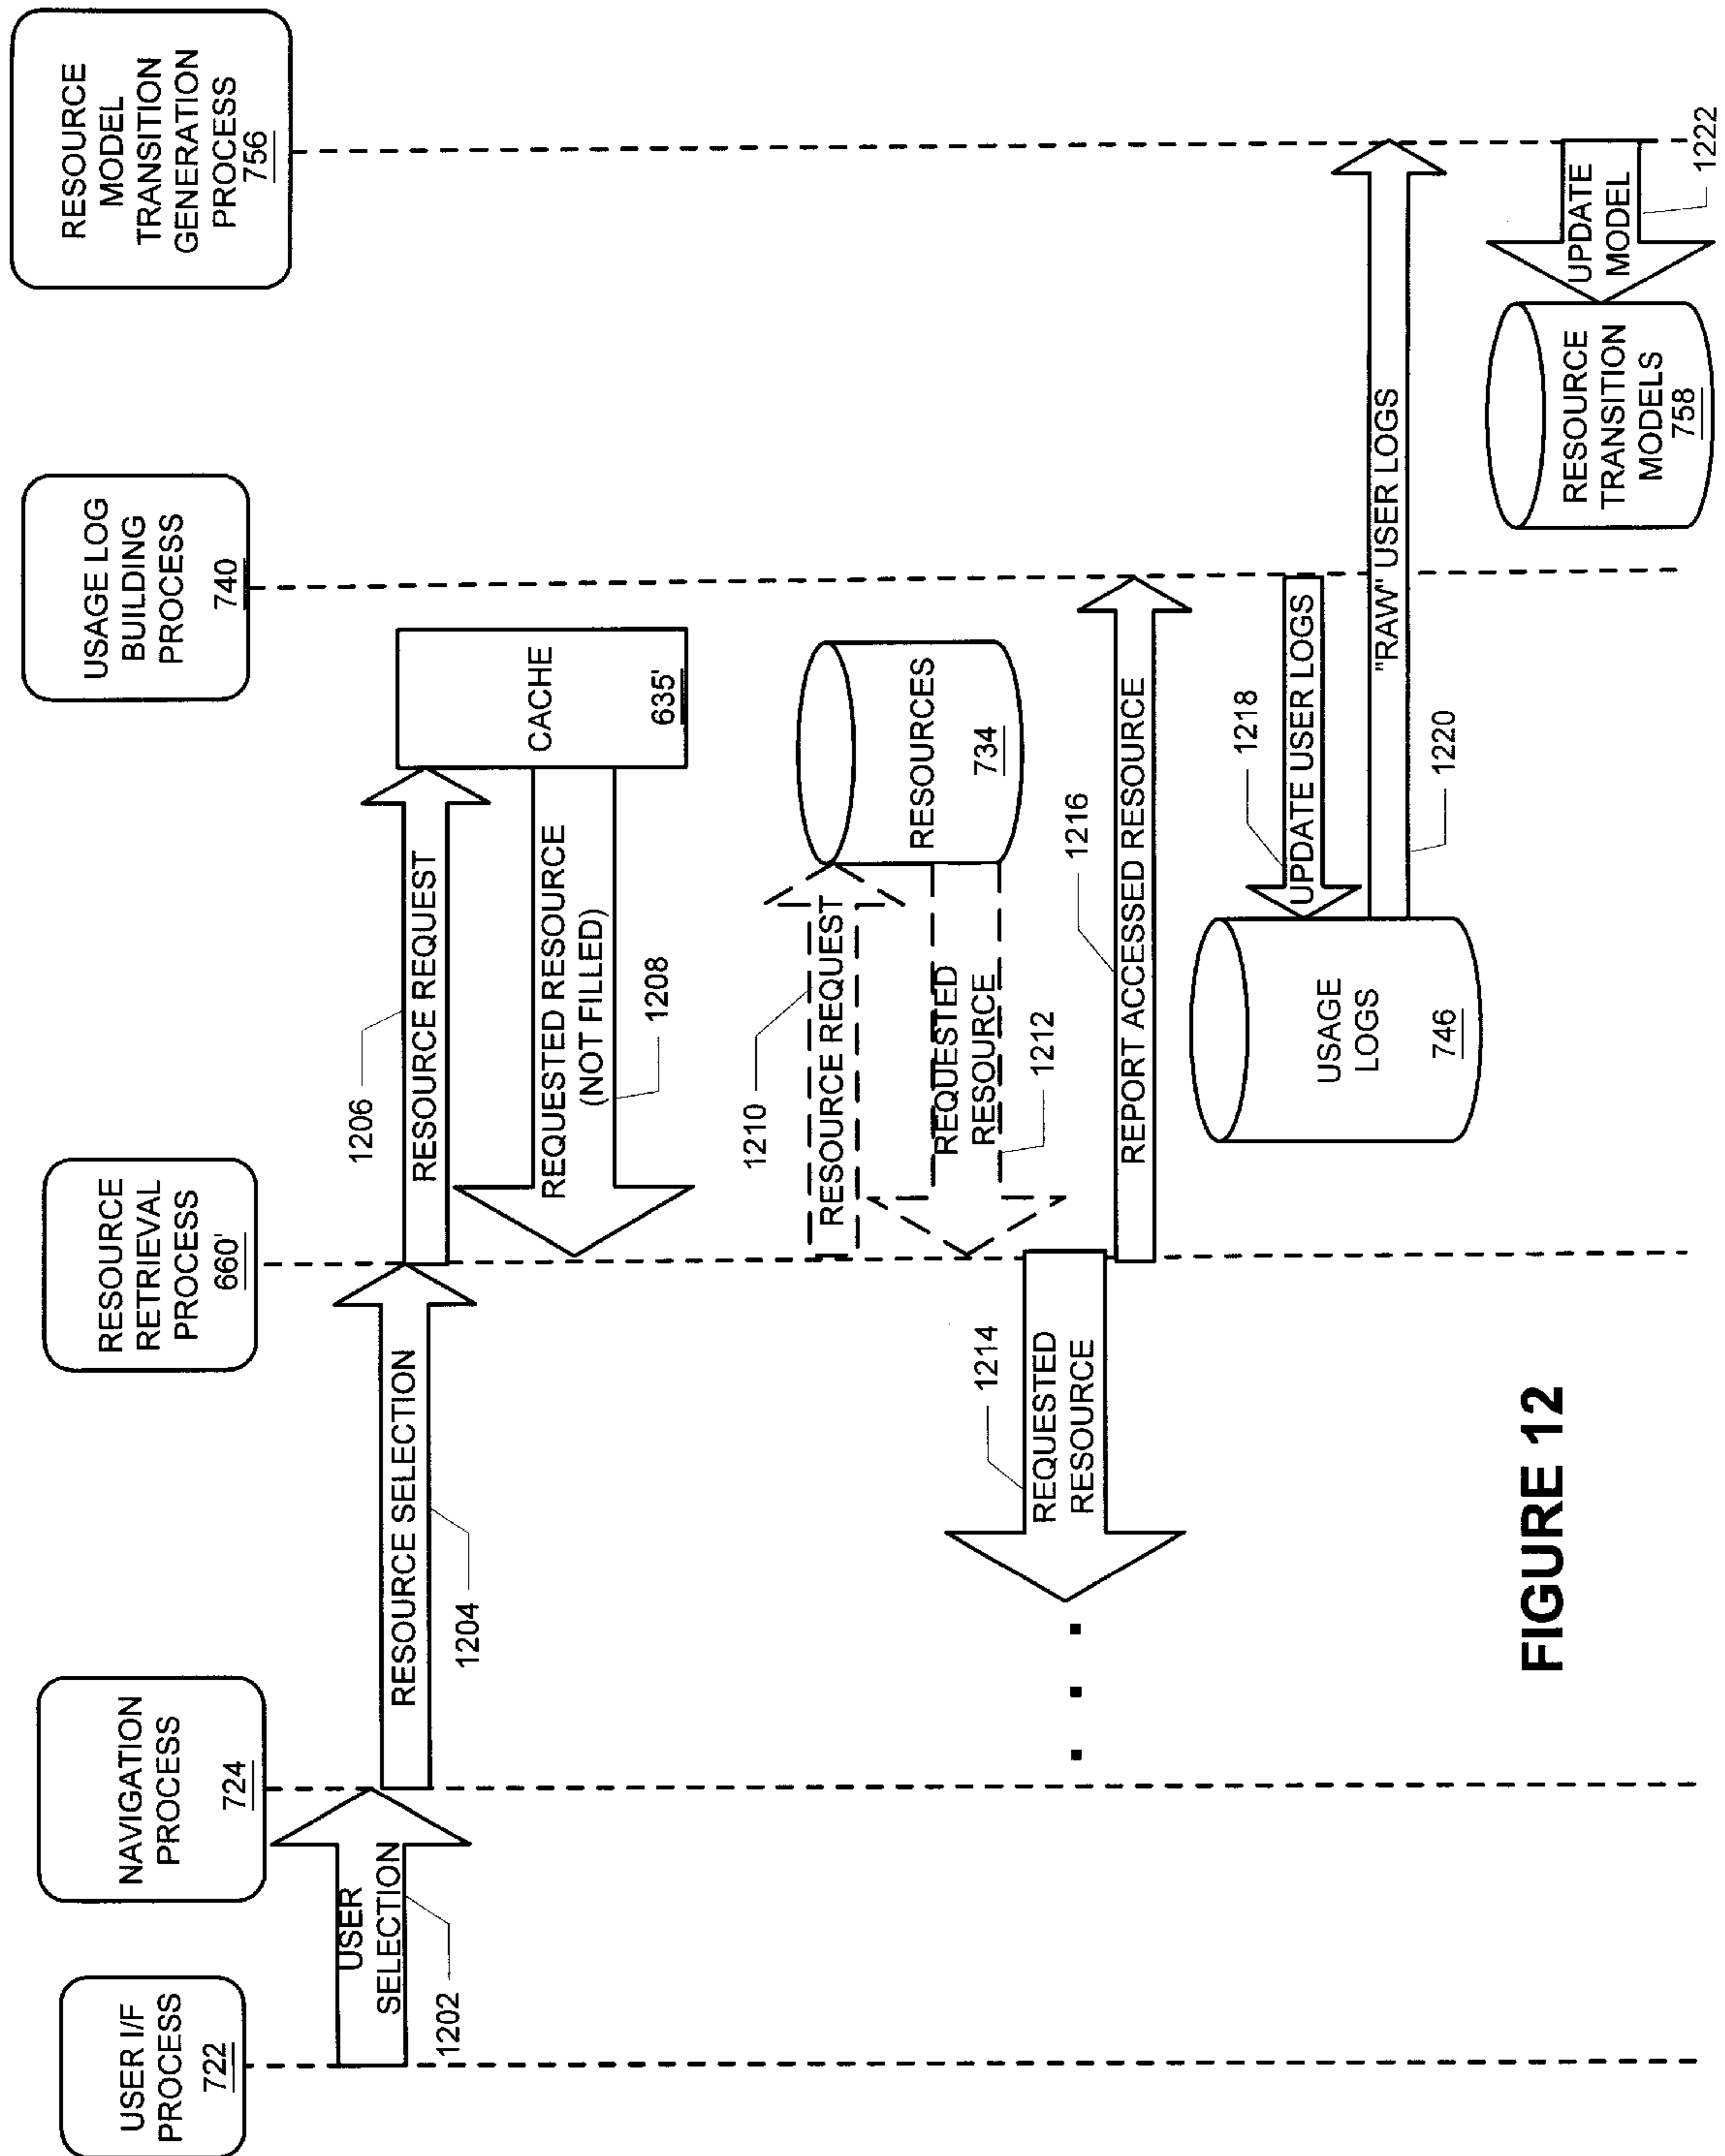 USER I/F
PROCESS
722
NAVIGATION
PROCESS
724
RESOURCE
RETRIEVAL
PROCESS
660'
USAGE LOG
BUILDING
PROCESS
740
RESOURCE
MODEL
TRANSITION
GENERATION
PROCESS
756
USER
SELECTION
1202
RESOURCE SELECTION
1204
1206
RESOURCE REQUEST
CACHE
635'
REQUESTED RESOURCE
(NOT FILLED)
1208
1210
RESOURCE REQUEST
RESOURCES
734
REQUESTED
RESOURCE
1212
1214
REQUESTED
RESOURCE
1216
REPORT ACCESSED RESOURCE
1218
UPDATE USER LOGS
USAGE
LOGS
746
"RAW" USER LOGS
1220
UPDATE
MODEL
1222
RESOURCE
TRANSITION
MODELS
758
FIGURE 12